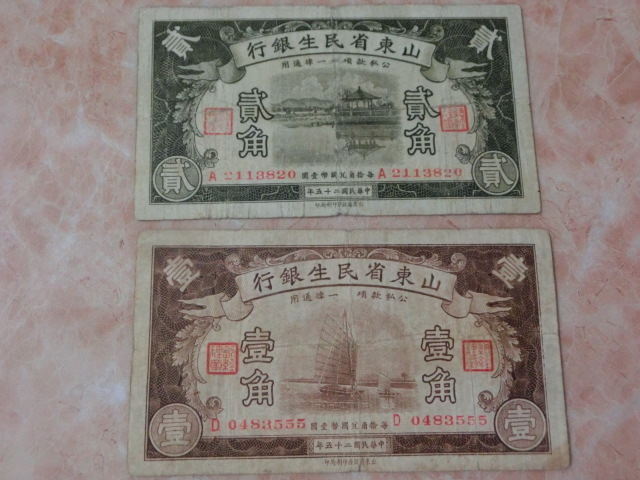 貳 貳
山東省民生銀行
公私款項 一律通用
貳角 貳角
A 2113820 每拾角兌國幣壹圓 A 2113820
貳 中華民國二十五年 貳
壹 壹
山東省民生銀行
公私款項 一律通用
壹角 壹角
D 0483555 每拾角兌國幣壹圓 D 0483555
壹 中華民國二十五年 壹